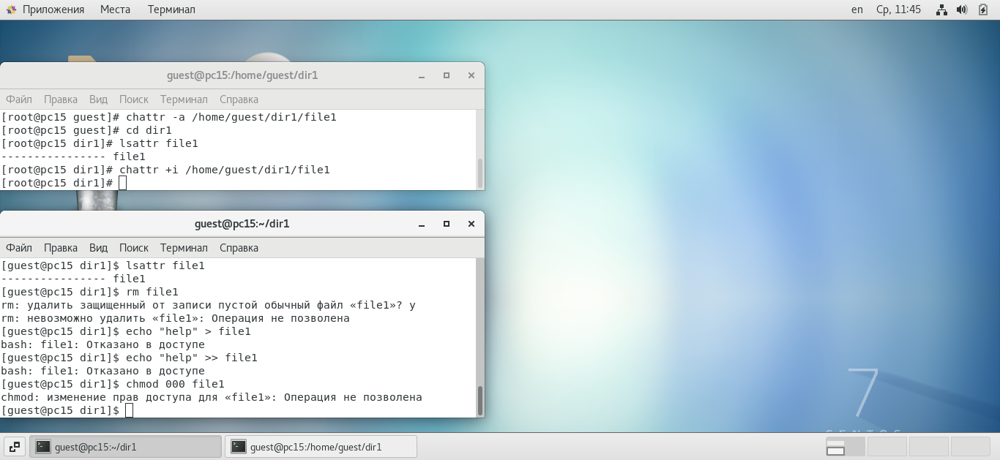 Приложения Места Терминал en Ср, 11:45
guest@pc15:/home/guest/dir1
Файл Правка Вид Поиск Терминал Справка
[root@pc15 guest]# chattr -a /home/guest/dir1/file1
[root@pc15 guest]# cd dir1
[root@pc15 dir1]# lsattr file1
---------------- file1
[root@pc15 dir1]# chattr +i /home/guest/dir1/file1
[root@pc15 dir1]#
guest@pc15:~/dir1
Файл Правка Вид Поиск Терминал Справка
[guest@pc15 dir1]$ lsattr file1
---------------- file1
[guest@pc15 dir1]$ rm file1
rm: удалить защищенный от записи пустой обычный файл «file1»? y
rm: невозможно удалить «file1»: Операция не позволена
[guest@pc15 dir1]$ echo "help" > file1
bash: file1: Отказано в доступе
[guest@pc15 dir1]$ echo "help" >> file1
bash: file1: Отказано в доступе
[guest@pc15 dir1]$ chmod 000 file1
chmod: изменение прав доступа для «file1»: Операция не позволена
[guest@pc15 dir1]$
7
CENTOS
guest@pc15:~/dir1 guest@pc15:/home/guest/dir1